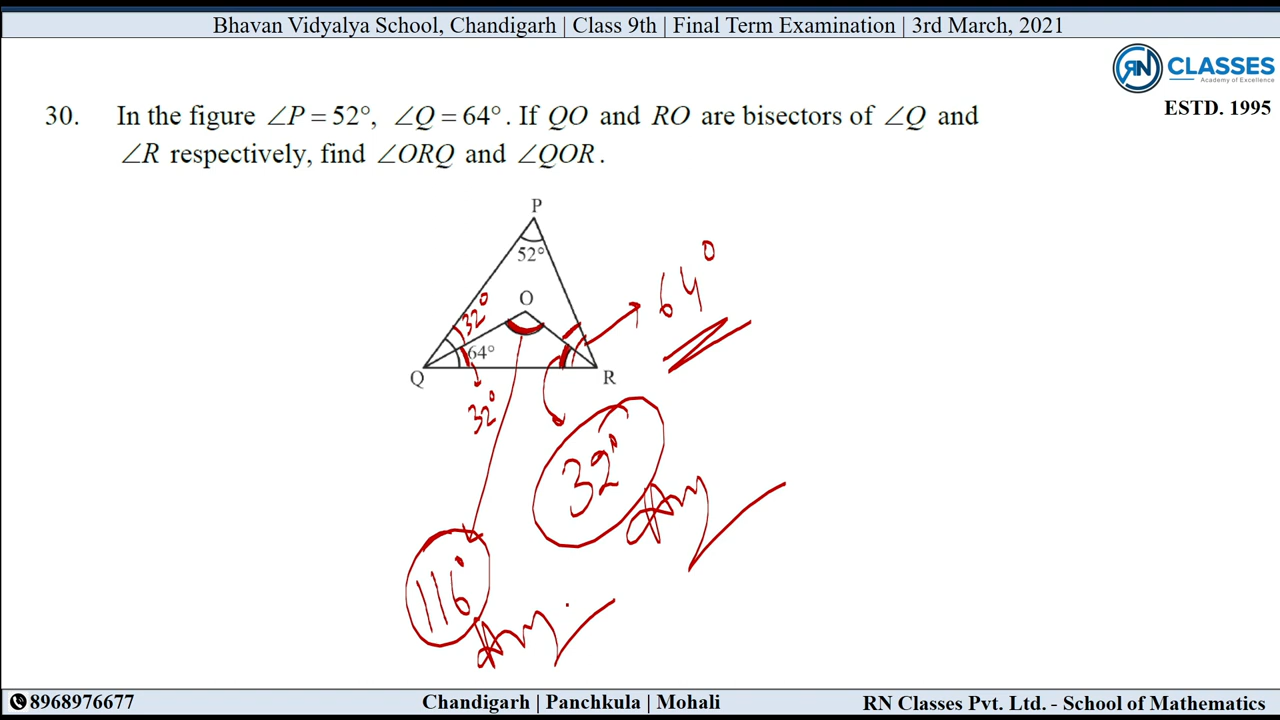 Bhavan Vidyalya School, Chandigarh | Class 9th | Final Term Examination | 3rd March, 2021
RN CLASSES
Academy of Excellence
ESTD. 1995
30. In the figure ∠P = 52°, ∠Q = 64°. If QO and RO are bisectors of ∠Q and
∠R respectively, find ∠ORQ and ∠QOR.
P
52°
64°
O
32°
64°
Q
R
32°
32°
Ans
116°
Ans
8968976677
Chandigarh | Panchkula | Mohali
RN Classes Pvt. Ltd. - School of Mathematics